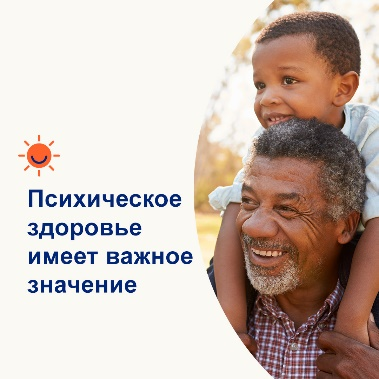 Психическое
здоровье
имеет важное
значение